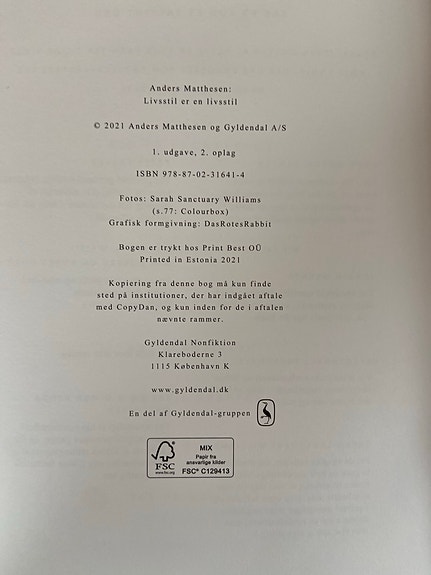 Anders Matthesen:
Livsstil er en livsstil
© 2021 Anders Matthesen og Gyldendal A/S
1. udgave, 2. oplag
ISBN 978-87-02-31641-4
Fotos: Sarah Sanctuary Williams
(s.77: Colourbox)
Grafisk formgivning: DasRotesRabbit
Bogen er trykt hos Print Best OÜ
Printed in Estonia 2021
Kopiering fra denne bog må kun finde
sted på institutioner, der har indgået aftale
med CopyDan, og kun inden for de i aftalen
nævnte rammer.
Gyldendal Nonfiktion
Klareboderne 3
1115 København K
www.gyldendal.dk
En del af Gyldendal-gruppen
FSC
www.fsc.org
MIX
Papir fra
ansvarlige kilder
FSC® C129413